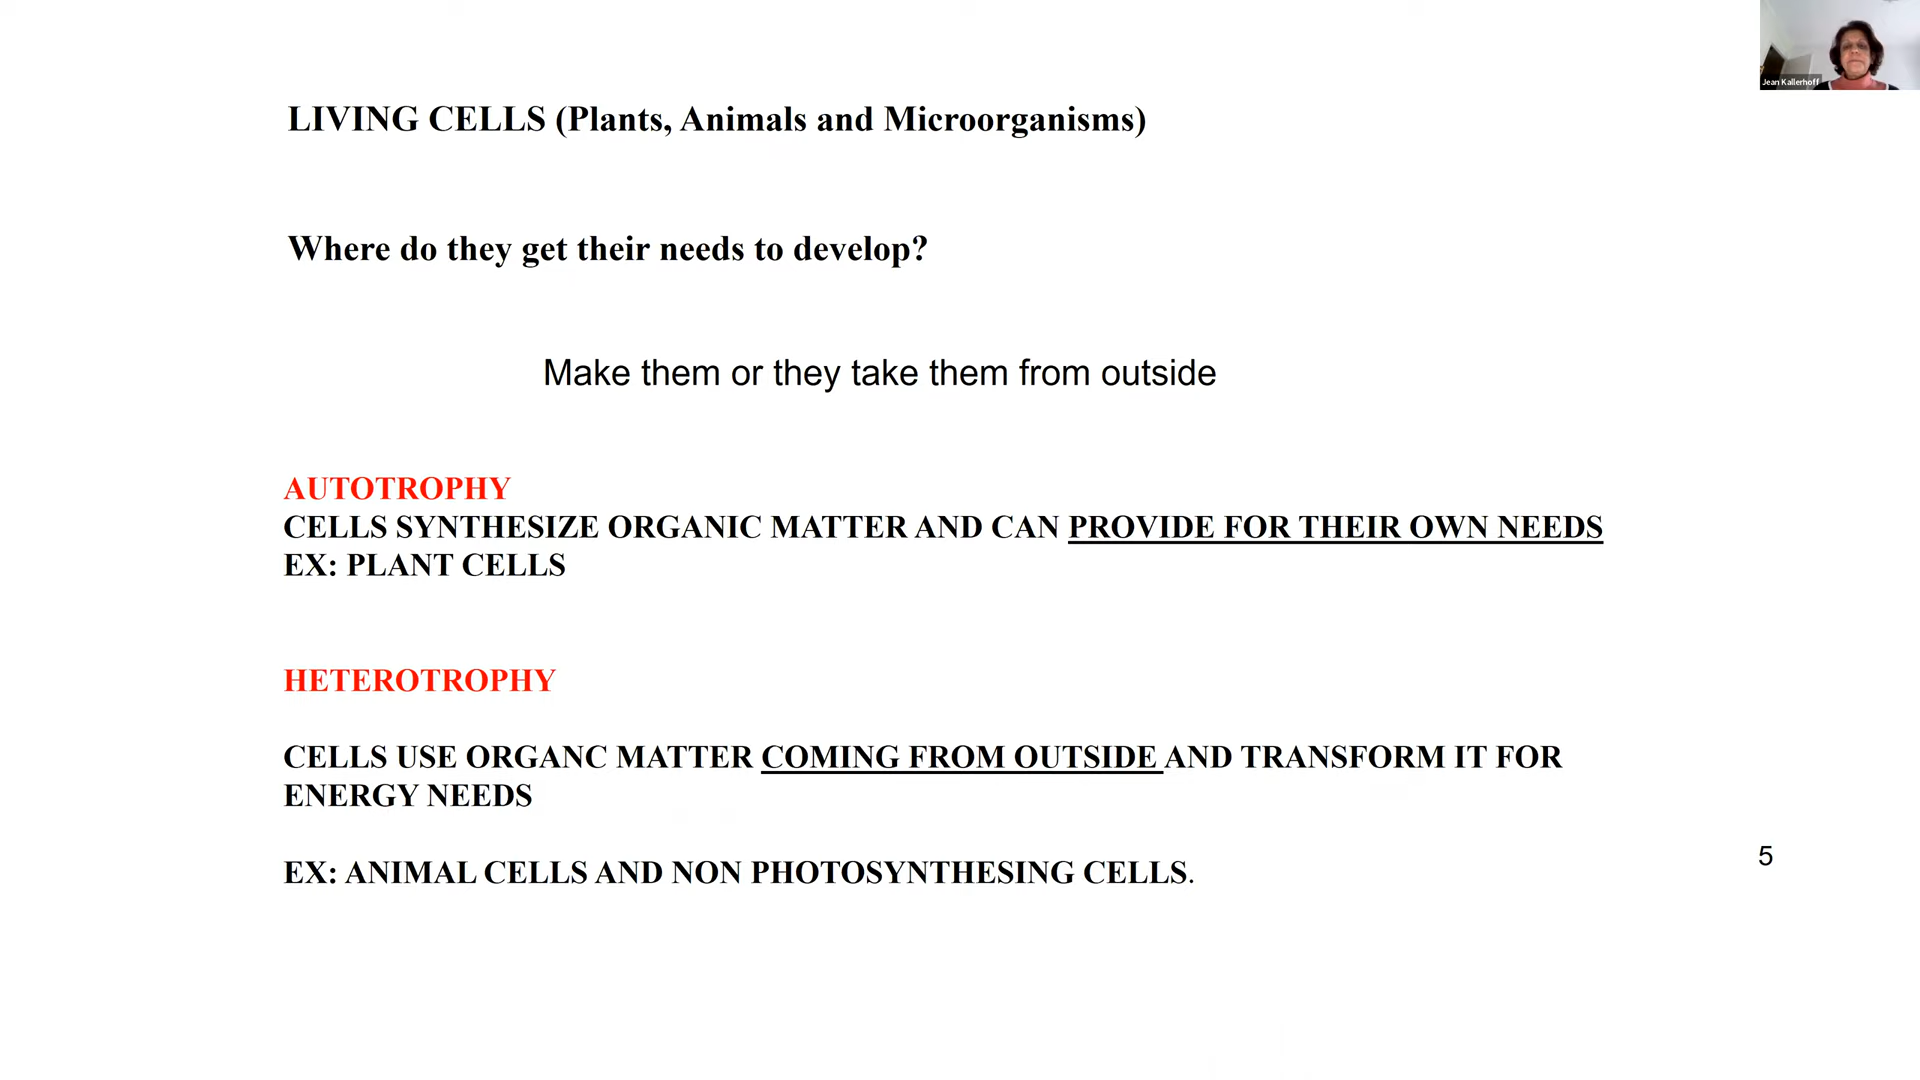 Jean Kallerhoff
LIVING CELLS (Plants, Animals and Microorganisms)
Where do they get their needs to develop?
Make them or they take them from outside
AUTOTROPHY
CELLS SYNTHESIZE ORGANIC MATTER AND CAN PROVIDE FOR THEIR OWN NEEDS
EX: PLANT CELLS
HETEROTROPHY
CELLS USE ORGANC MATTER COMING FROM OUTSIDE AND TRANSFORM IT FOR
ENERGY NEEDS
5
EX: ANIMAL CELLS AND NON PHOTOSYNTHESING CELLS.